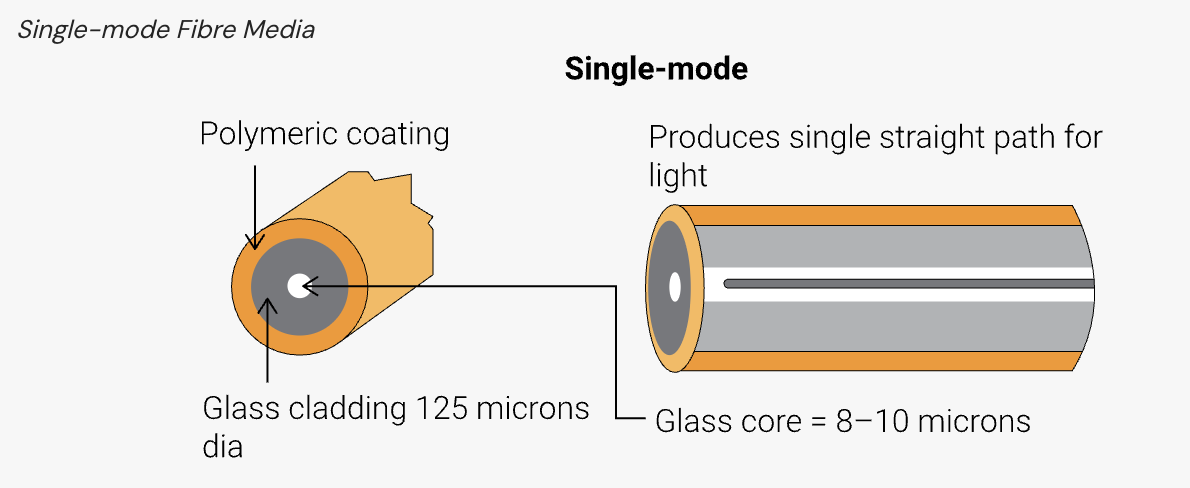 Single-mode Fibre Media
Single-mode
Polymeric coating
Produces single straight path for
light
Glass cladding 125 microns
dia
Glass core = 8–10 microns